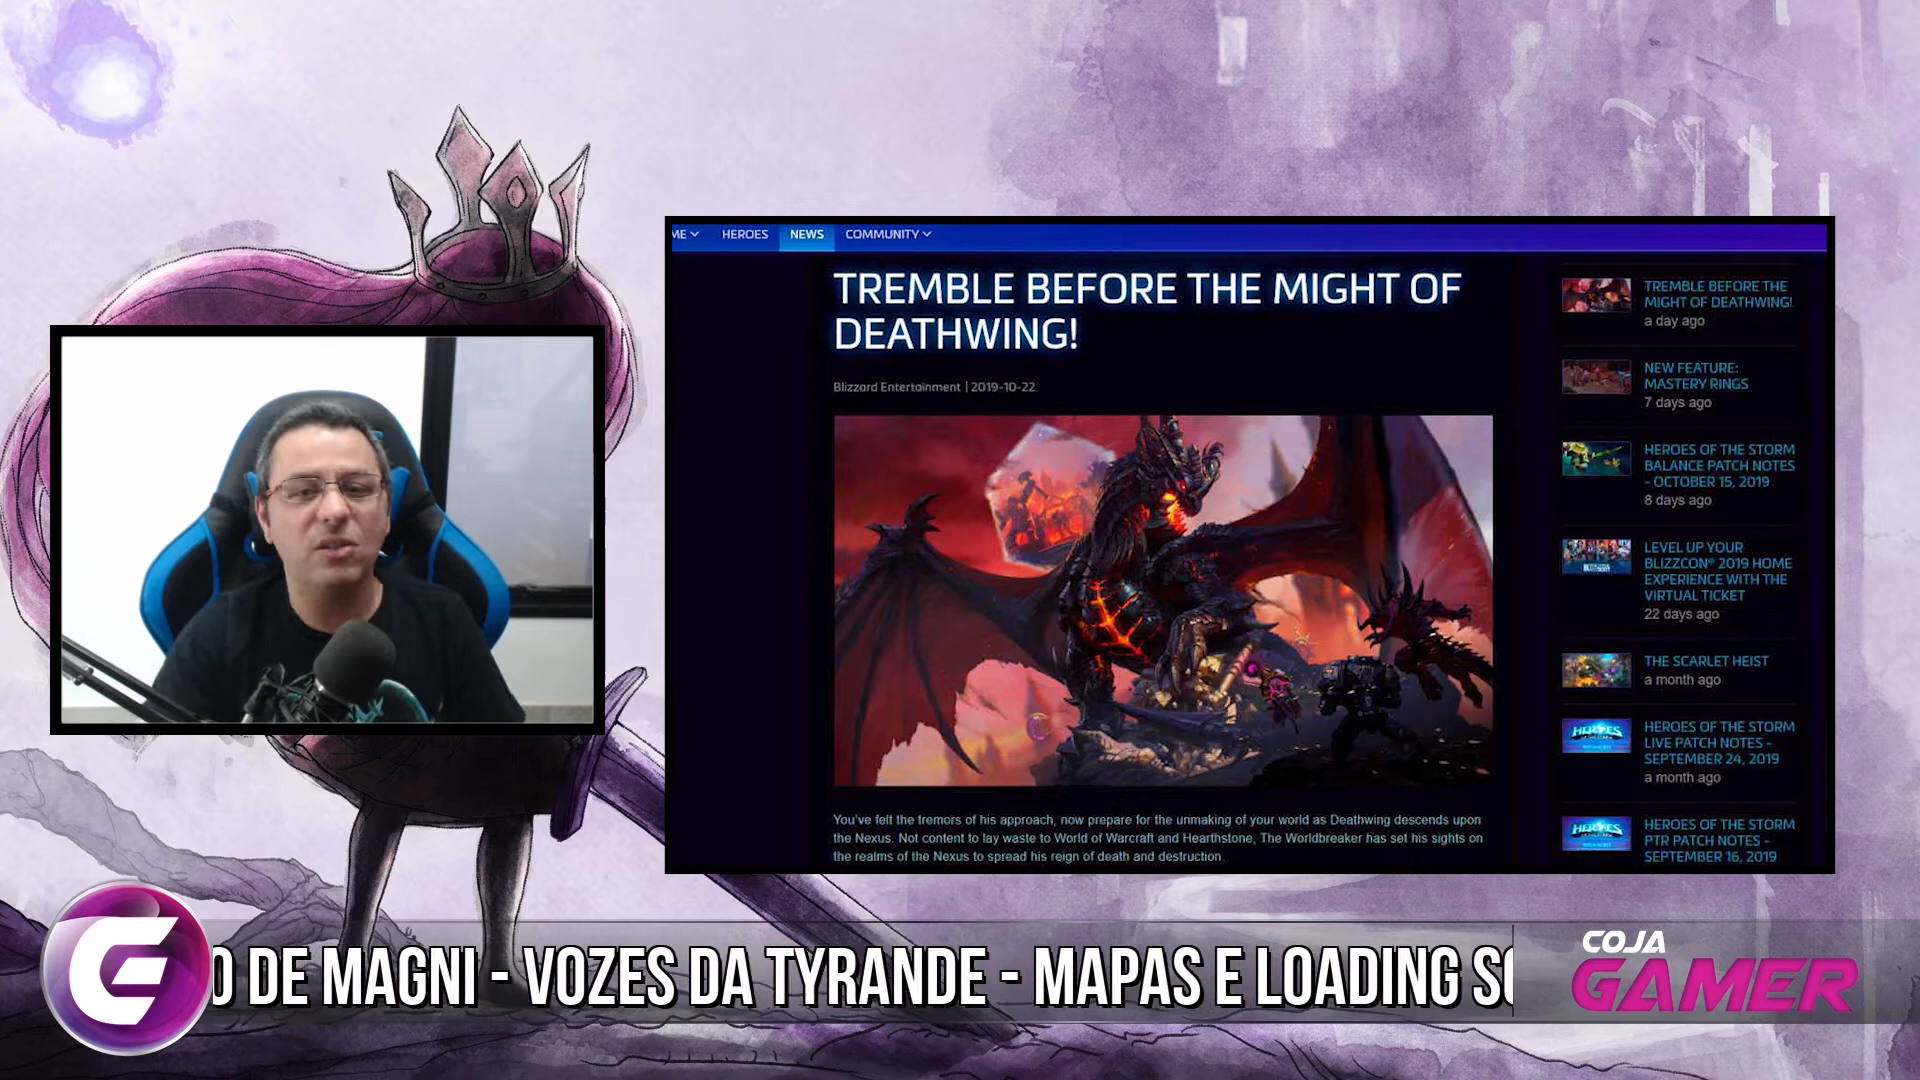 ME HEROES NEWS COMMUNITY
TREMBLE BEFORE THE MIGHT OF
DEATHWING!
Blizzard Entertainment | 2019-10-22
You've felt the tremors of his approach, now prepare for the unmaking of your world as Deathwing descends upon
the Nexus. Not content to lay waste to World of Warcraft and Hearthstone, The Worldbreaker has set his sights on
the realms of the Nexus to spread his reign of death and destruction.
TREMBLE BEFORE THE
MIGHT OF DEATHWING!
a day ago
NEW FEATURE:
MASTERY RINGS
7 days ago
HEROES OF THE STORM
BALANCE PATCH NOTES
- OCTOBER 15, 2019
8 days ago
LEVEL UP YOUR
BLIZZCON® 2019 HOME
EXPERIENCE WITH THE
VIRTUAL TICKET
22 days ago
THE SCARLET HEIST
a month ago
HEROES
HEROES OF THE STORM
LIVE PATCH NOTES -
SEPTEMBER 24, 2019
a month ago
HEROES
HEROES OF THE STORM
PTR PATCH NOTES -
SEPTEMBER 16, 2019
O DE MAGNI - VOZES DA TYRANDE - MAPAS E LOADING SC
COJA
GAMER